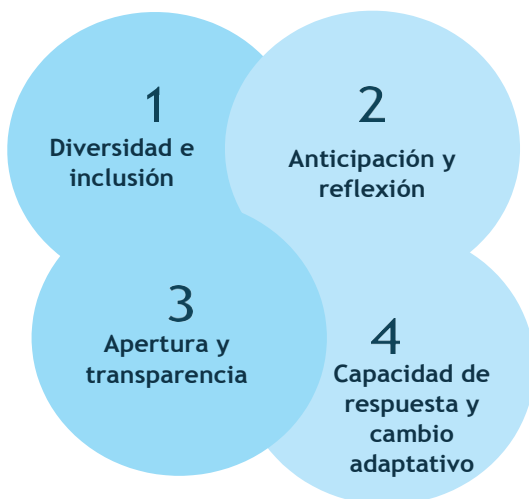 1
Diversidad e
inclusión
2
Anticipación y
reflexión
3
Apertura y
transparencia
4
Capacidad de
respuesta y
cambio
adaptativo